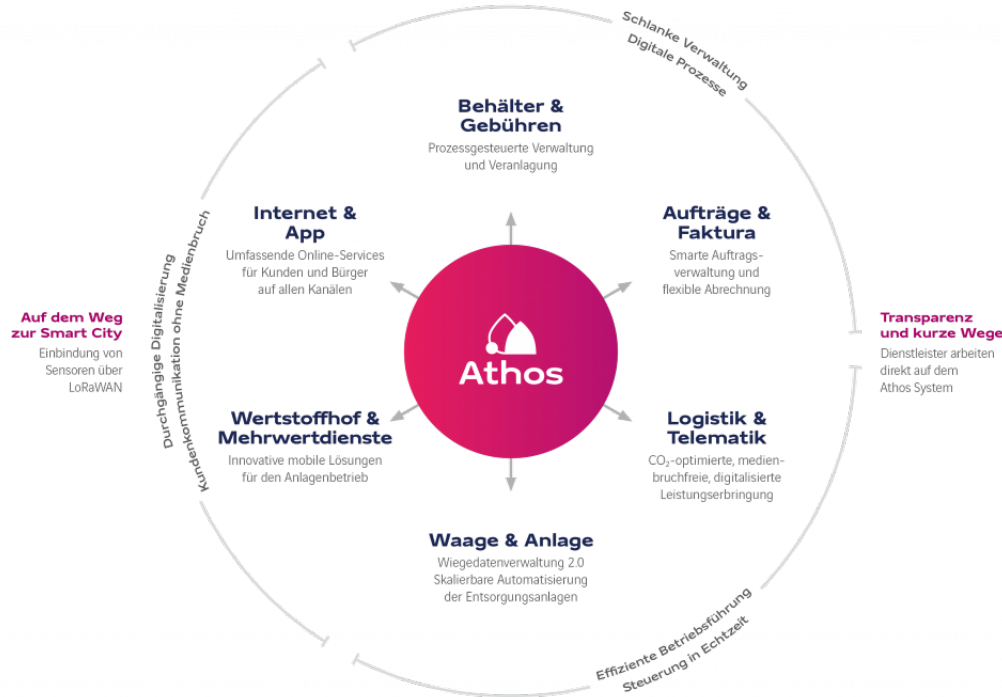 Schlanke Verwaltung
Digitale Prozesse
Behälter &
Gebühren
Prozessgesteuerte Verwaltung
und Veranlagung
Internet &
App
Umfassende Online-Services
für Kunden und Bürger
auf allen Kanälen
Aufträge &
Faktura
Smarte Auftrags-
verwaltung und
flexible Abrechnung
Auf dem Weg
zur Smart City
Einbindung von
Sensoren über
LoRaWAN
Durchgängige Digitalisierung
Kundenkommunikation ohne Medienbruch
Athos
Transparenz
und kurze Wege
Dienstleister arbeiten
direkt auf dem
Athos System
Wertstoffhof &
Mehrwertdienste
Innovative mobile Lösungen
für den Anlagenbetrieb
Logistik &
Telematik
CO₂-optimierte, medien-
bruchfreie, digitalisierte
Leistungserbringung
Waage & Anlage
Wiegedatenverwaltung 2.0
Skalierbare Automatisierung
der Entsorgungsanlagen
Effiziente Betriebsführung
Steuerung in Echtzeit